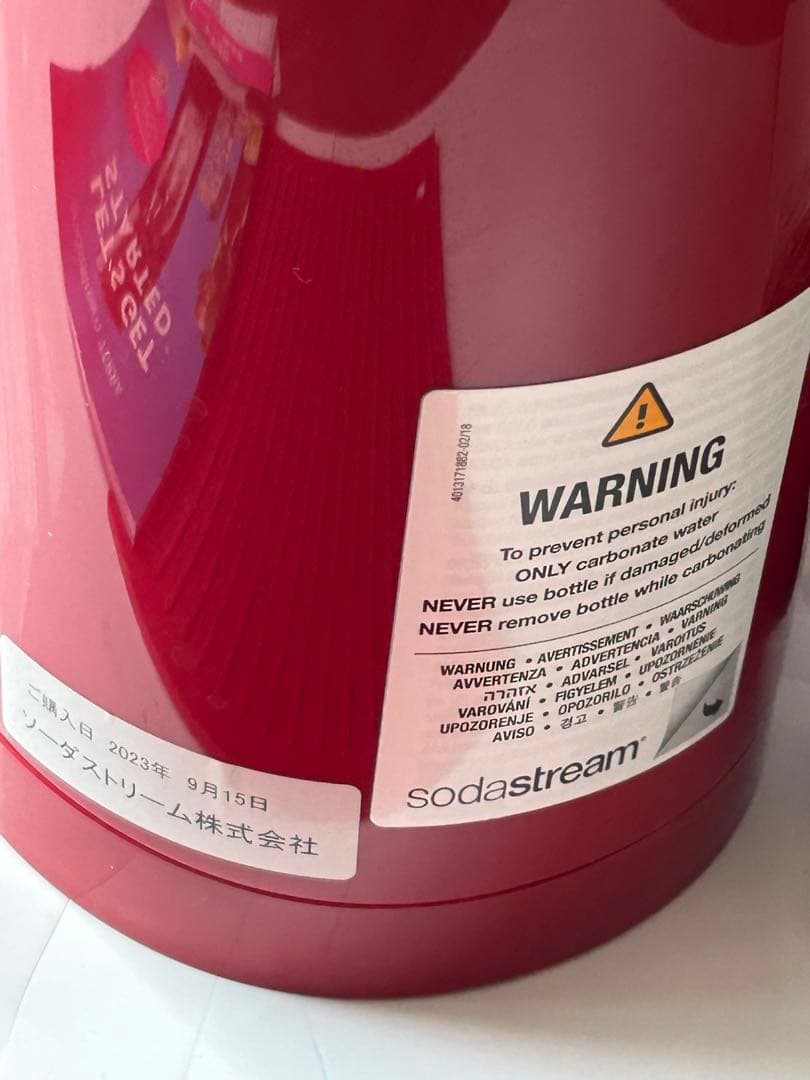 LET'S GET
STARTED
4013171882-02/18
WARNING
To prevent personal injury:
ONLY carbonate water
NEVER use bottle if damaged/deformed
NEVER remove bottle while carbonating
WARNUNG • AVERTISSEMENT • WAARSCHUWING
AVVERTENZA • ADVERTENCIA • VARNING
אזהרה • ADVARSEL • VAROITUS
VAROVÁNÍ • FIGYELEM • UPOZORNENIE
UPOZORENJE • OPOZORILO • OSTRZEŻENIE
AVISO • 경고 • 警告 • 警告
sodastream®
ご購入日 2023年 9月15日
ソーダストリーム株式会社